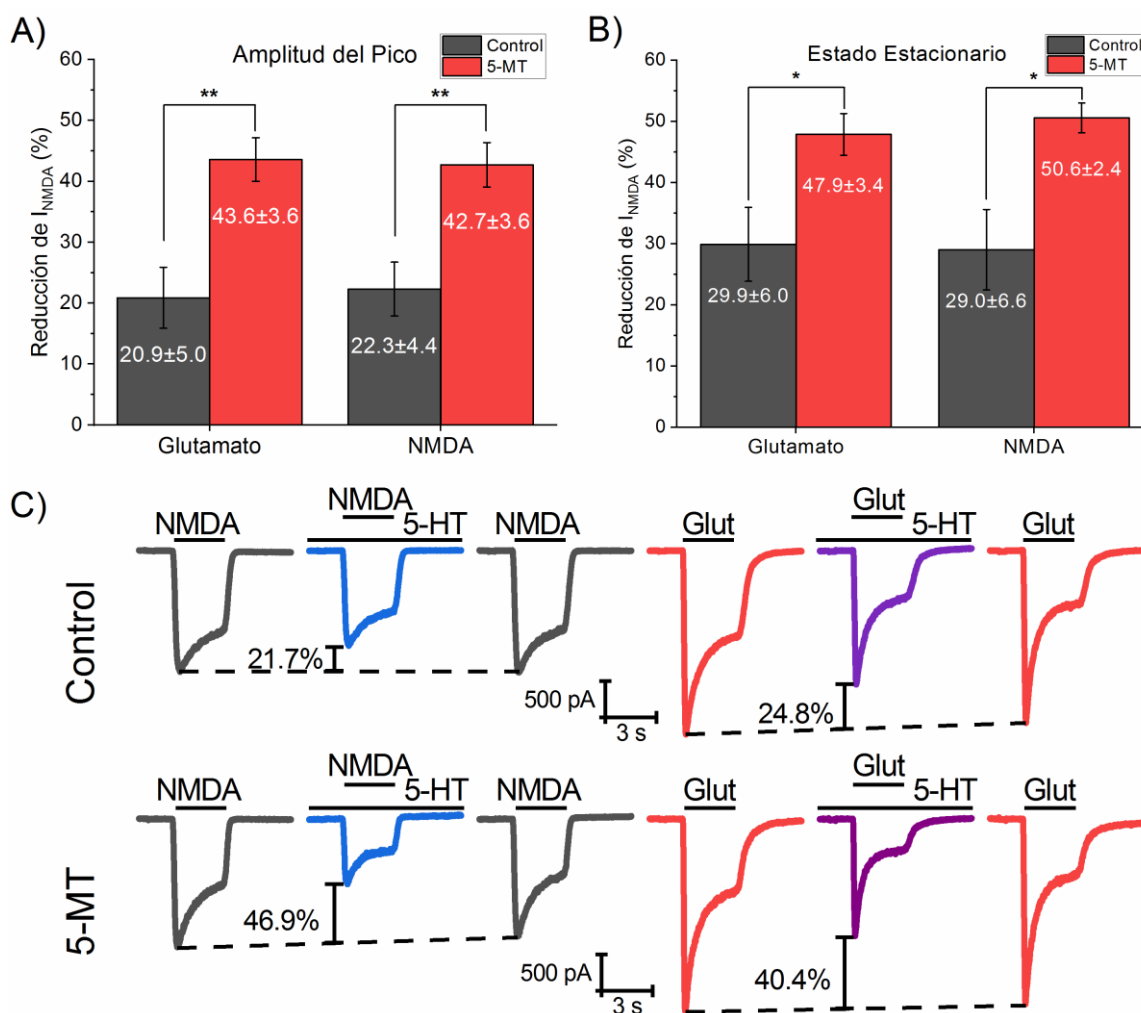 A)
Amplitud del Pico
Control
5-MT
Reducción de I_NMDA (%)
60
50
40
30
20
10
0
**
**
20.9±5.0
43.6±3.6
22.3±4.4
42.7±3.6
Glutamato
NMDA
B)
Estado Estacionario
Control
5-MT
Reducción de I_NMDA (%)
60
50
40
30
20
10
0
*
*
29.9±6.0
47.9±3.4
29.0±6.6
50.6±2.4
Glutamato
NMDA
C)
Control
NMDA
NMDA
5-HT
NMDA
Glut
Glut
5-HT
Glut
21.7%
500 pA
3 s
24.8%
5-MT
NMDA
NMDA
5-HT
NMDA
Glut
Glut
5-HT
Glut
46.9%
500 pA
3 s
40.4%